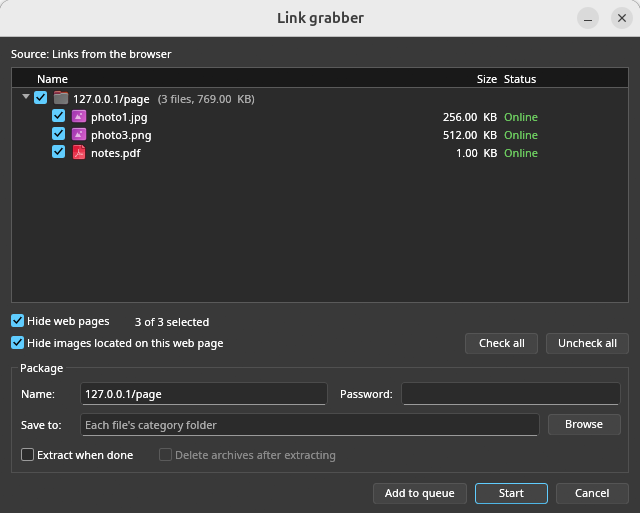 Link grabber
Source: Links from the browser
Name Size Status
127.0.0.1/page (3 files, 769.00 KB)
photo1.jpg 256.00 KB Online
photo3.png 512.00 KB Online
notes.pdf 1.00 KB Online
Hide web pages 3 of 3 selected
Hide images located on this web page Check all Uncheck all
Package
Name: 127.0.0.1/page Password:
Save to: Each file's category folder Browse
Extract when done Delete archives after extracting
Add to queue Start Cancel